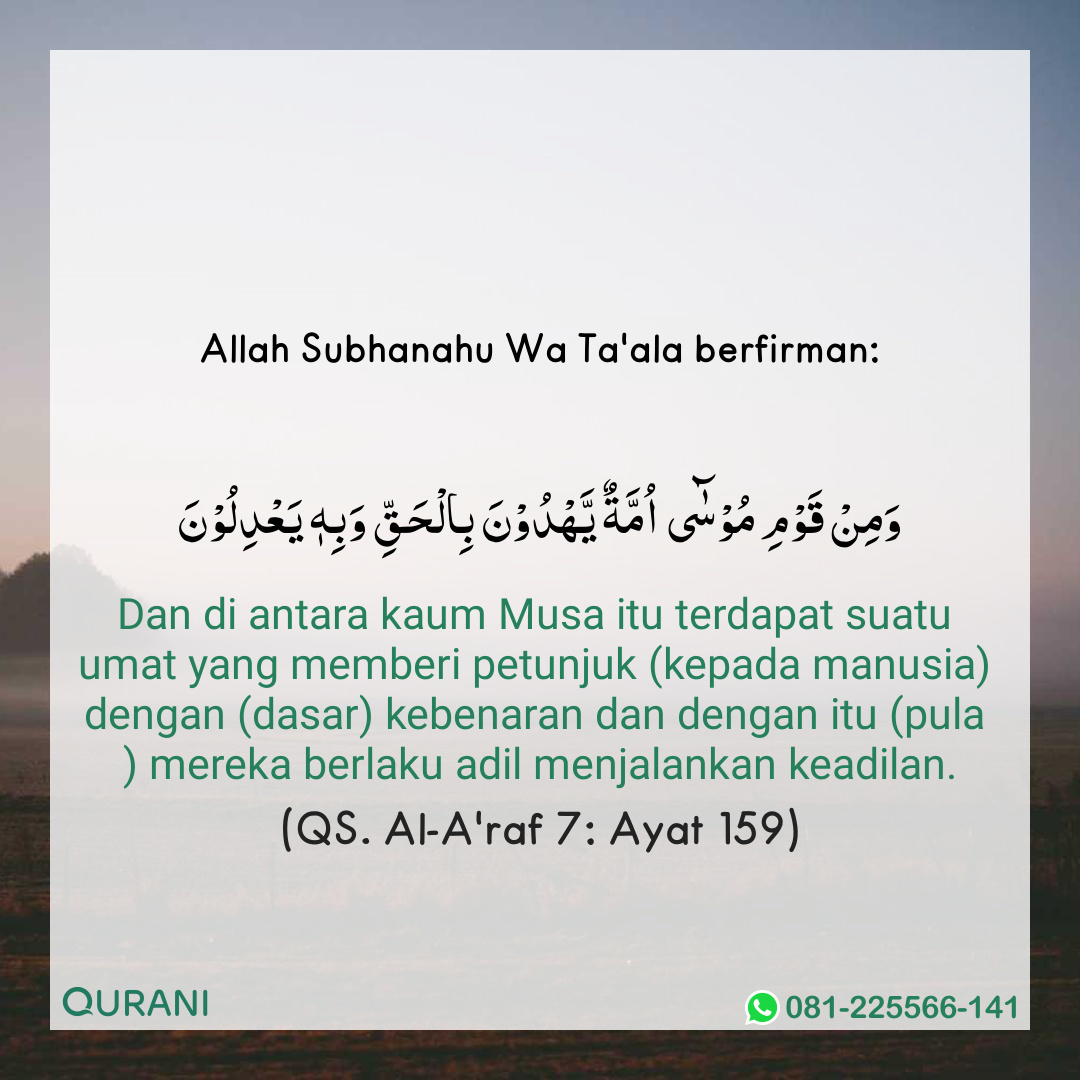 Allah Subhanahu Wa Ta'ala berfirman:
وَمِنْ قَوْمِ مُوْسٰۤى اُمَّةٌ يَّهْدُوْنَ بِا لْحَـقِّ وَبِهٖ يَعْدِلُوْنَ
Dan di antara kaum Musa itu terdapat suatu
umat yang memberi petunjuk (kepada manusia)
dengan (dasar) kebenaran dan dengan itu (pula
) mereka berlaku adil menjalankan keadilan.
(QS. Al-A'raf 7: Ayat 159)
QURANI
081-225566-141